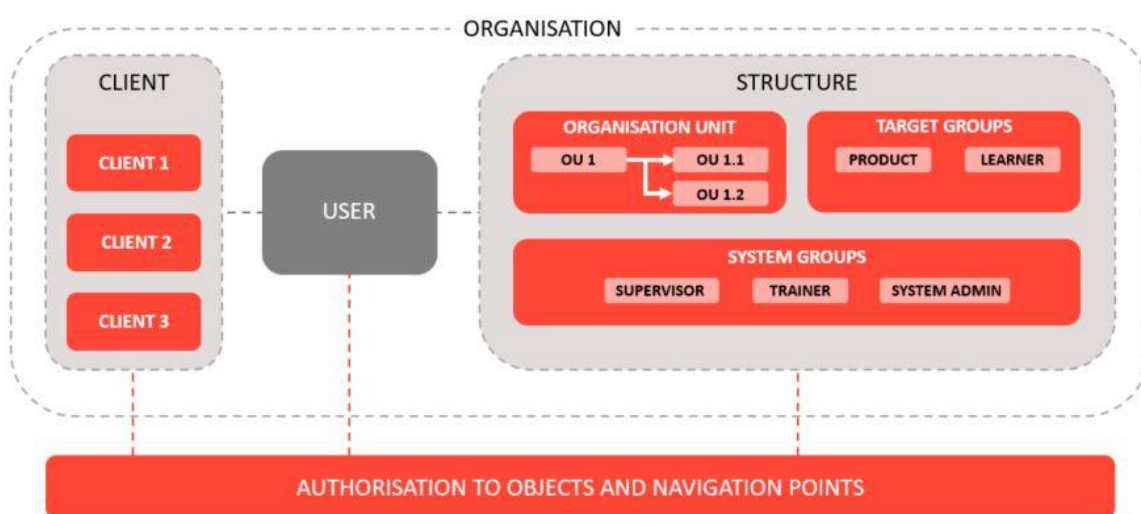 ORGANISATION
CLIENT
CLIENT 1
CLIENT 2
CLIENT 3
USER
STRUCTURE
ORGANISATION UNIT
OU 1
OU 1.1
OU 1.2
TARGET GROUPS
PRODUCT
LEARNER
SYSTEM GROUPS
SUPERVISOR
TRAINER
SYSTEM ADMIN
AUTHORISATION TO OBJECTS AND NAVIGATION POINTS